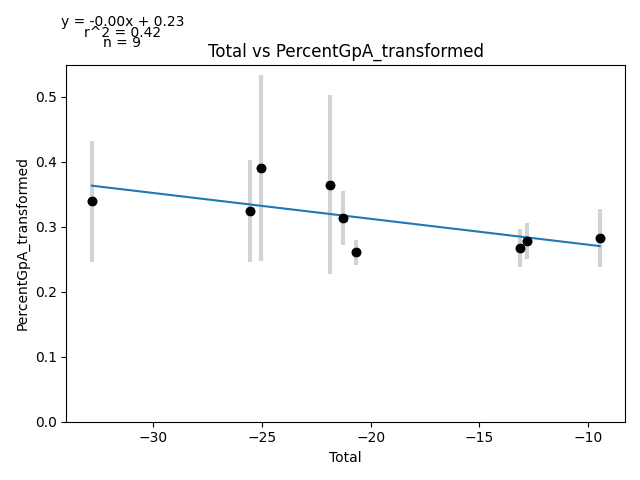 y = -0.00x + 0.23
r^2 = 0.42
n = 9
Total vs PercentGpA_transformed
PercentGpA_transformed
0.5
0.4
0.3
0.2
0.1
0.0
−30
−25
−20
−15
−10
Total